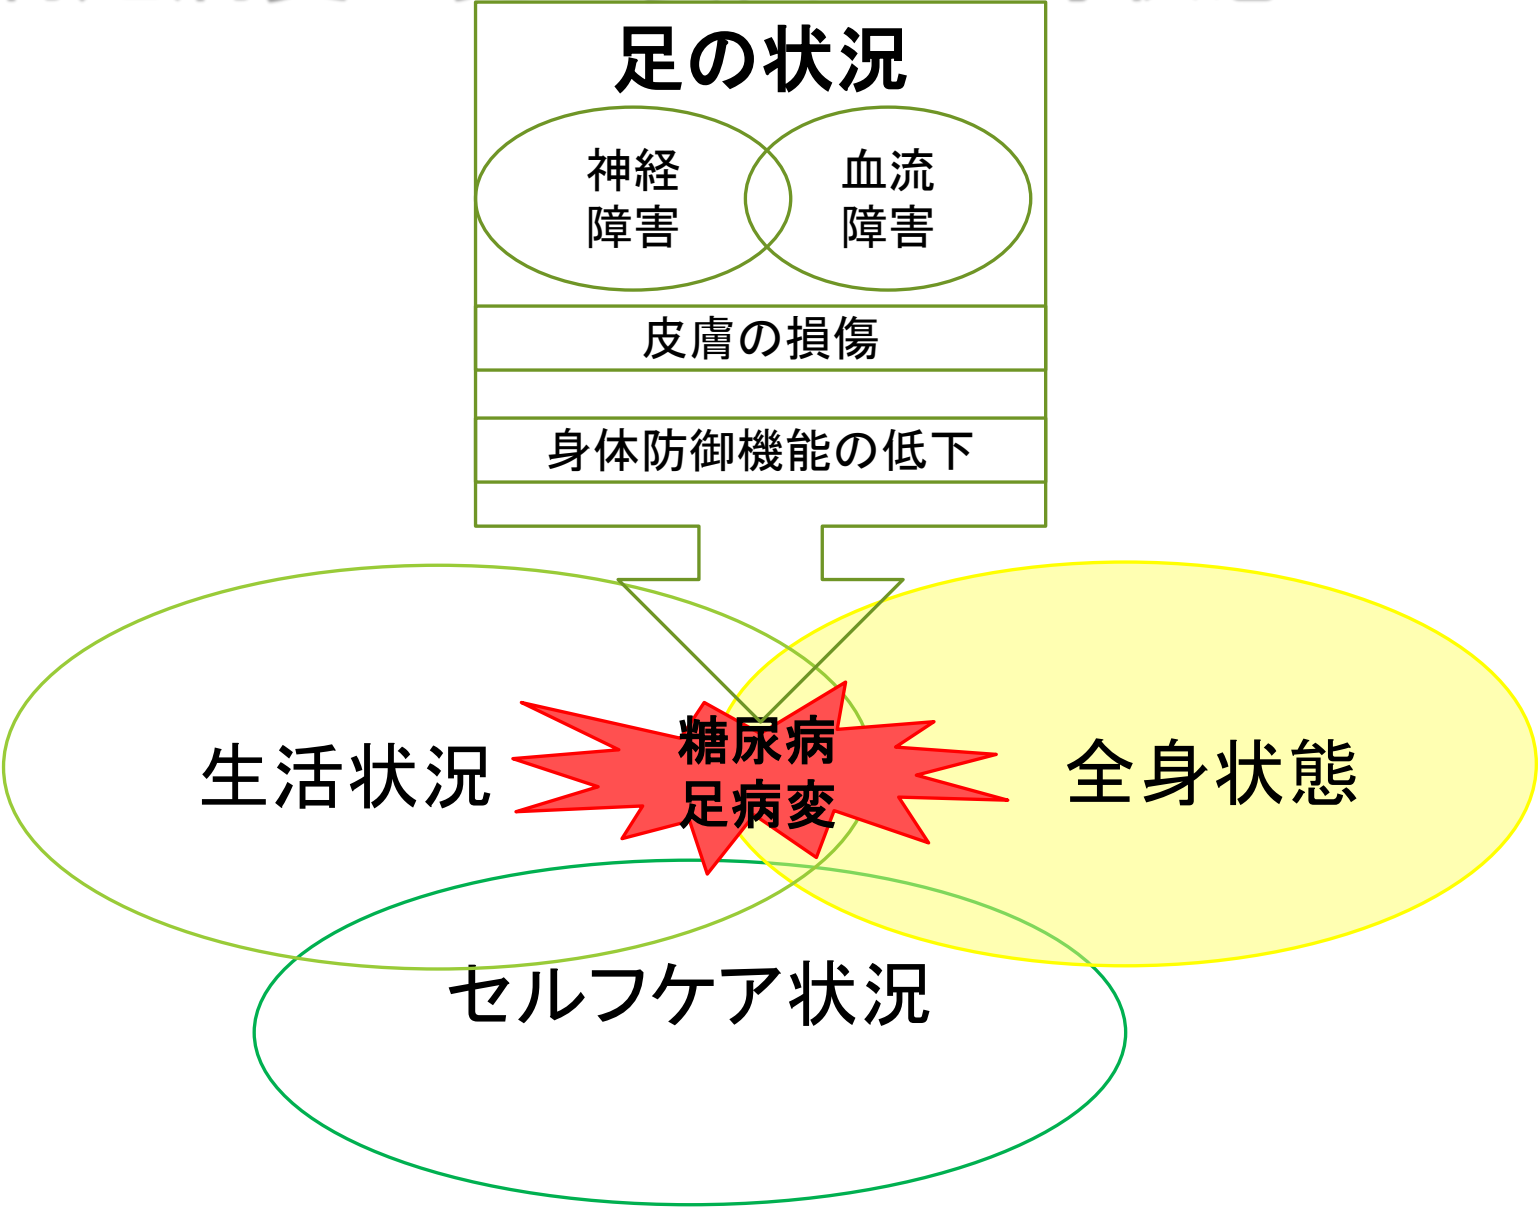 足の状況
神経
障害
血流
障害
皮膚の損傷
身体防御機能の低下
糖尿病
足病変
生活状況
全身状態
セルフケア状況